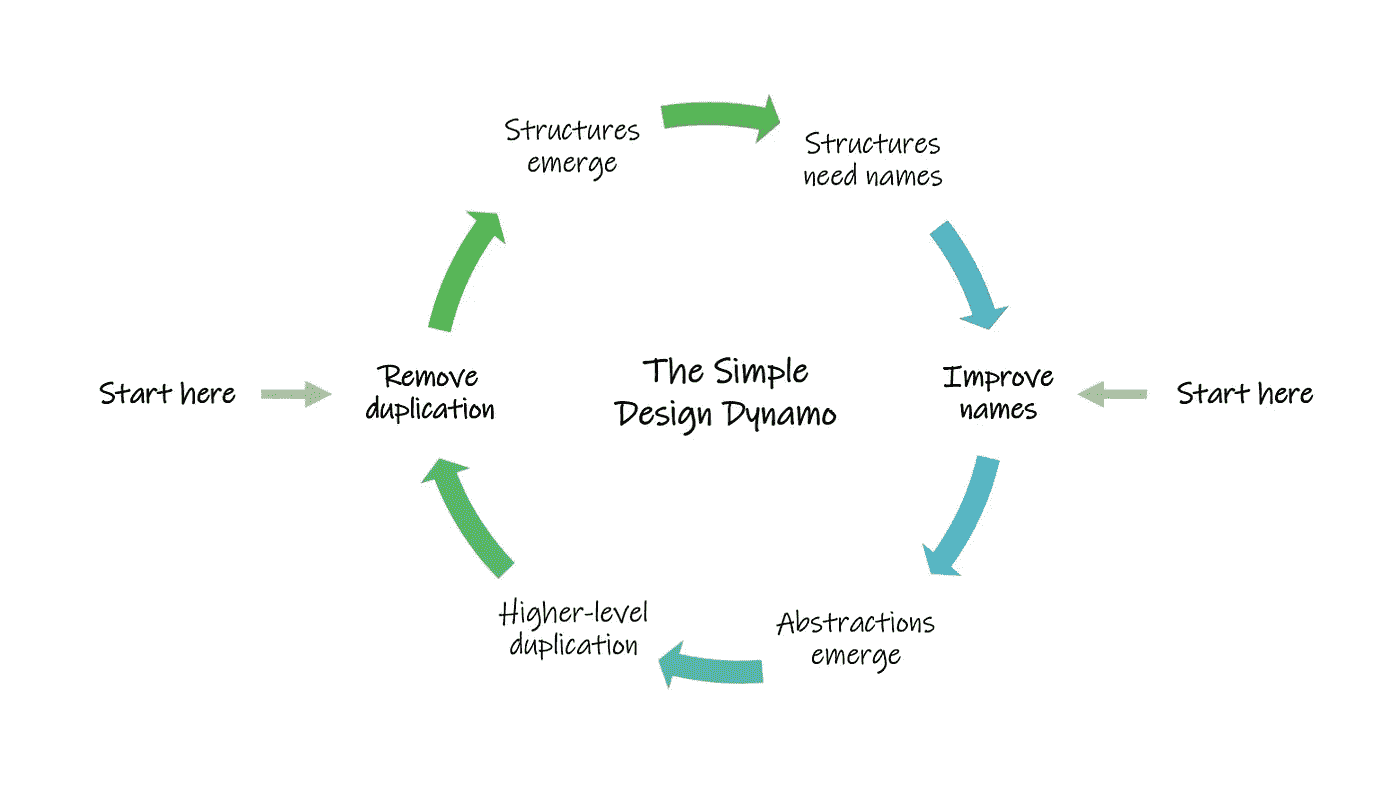 Structures
emerge
Structures
need names
Start here
Remove
duplication
The Simple
Design Dynamo
Improve
names
Start here
Higher-level
duplication
Abstractions
emerge